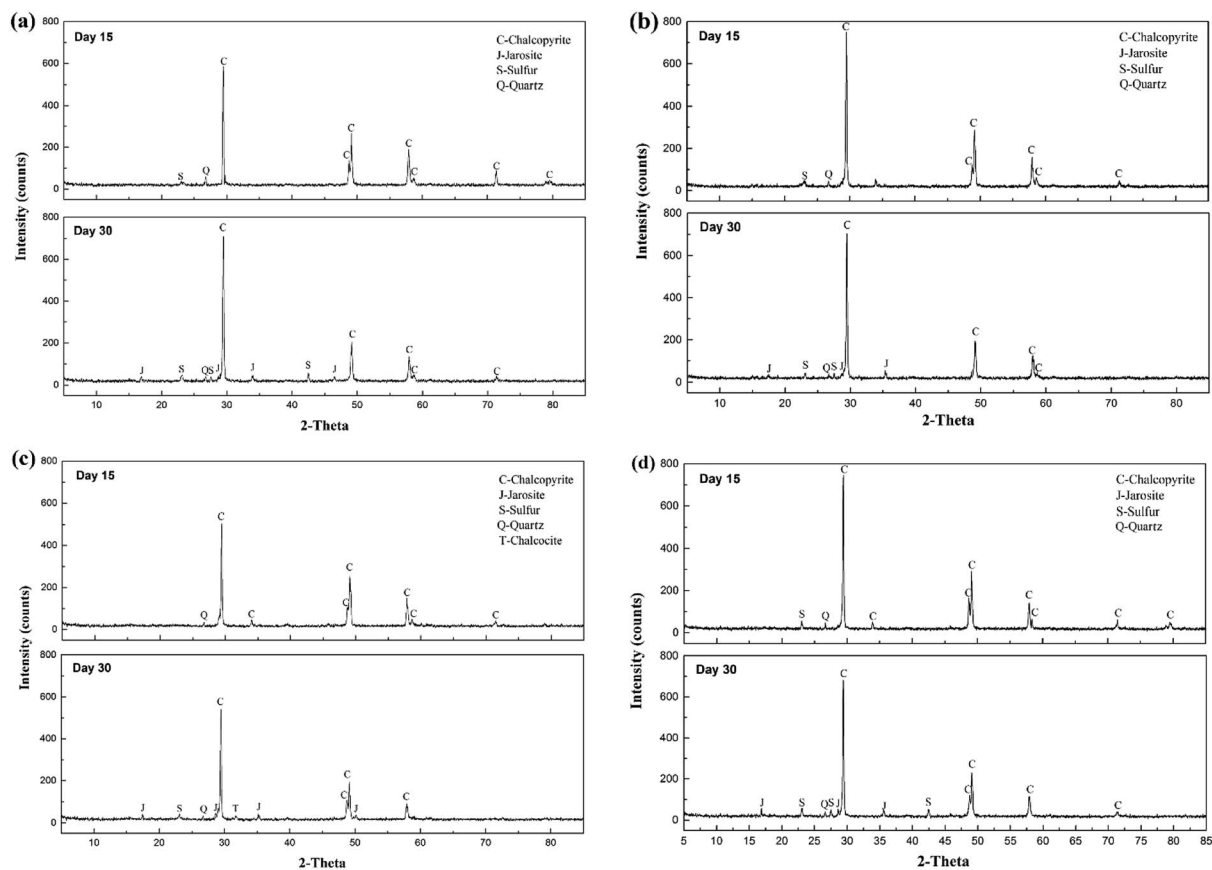 (a)
Day 15
C-Chalcopyrite
J-Jarosite
S-Sulfur
Q-Quartz
800
600
400
200
0
S
Q
C
C
C
C
C
C
C
Day 30
800
600
400
200
0
J
S
Q
S
J
C
J
S
J
C
C
C
C
10 20 30 40 50 60 70 80
2-Theta
Intensity (counts)
(b)
Day 15
C-Chalcopyrite
J-Jarosite
S-Sulfur
Q-Quartz
800
600
400
200
0
S
Q
C
C
C
C
C
C
Day 30
800
600
400
200
0
J
S
Q
S
J
C
J
C
C
C
10 20 30 40 50 60 70 80
2-Theta
Intensity (counts)
(c)
Day 15
C-Chalcopyrite
J-Jarosite
S-Sulfur
Q-Quartz
T-Chalcocite
800
600
400
200
0
Q
C
C
C
C
C
C
C
Day 30
800
600
400
200
0
J
S
Q
J
C
T
J
C
C
J
C
10 20 30 40 50 60 70 80
2-Theta
Intensity (counts)
(d)
Day 15
C-Chalcopyrite
J-Jarosite
S-Sulfur
Q-Quartz
800
600
400
200
0
S
Q
C
C
C
C
C
C
C
C
Day 30
800
600
400
200
0
J
S
Q
S
J
C
J
S
C
C
C
C
5 10 15 20 25 30 35 40 45 50 55 60 65 70 75 80 85
2-Theta
Intensity (counts)